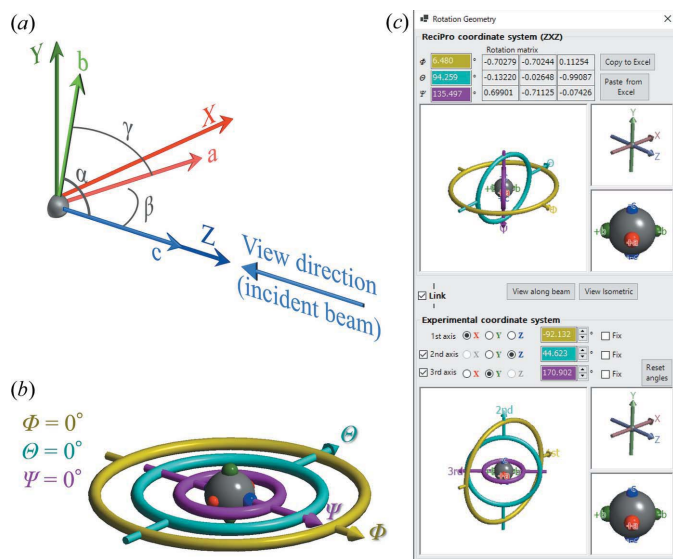 (a)
Y
b
X
γ
a
α
β
Z
c
View direction
(incident beam)
(b)
Φ = 0°
Θ = 0°
Ψ = 0°
Θ
Ψ
Φ
(c)
Rotation Geometry
ReciPro coordinate system (ZXZ)
Rotation matrix
Φ 6.480 ° -0.70279 -0.70244 0.11254 Copy to Excel
Θ 94.259 ° -0.13220 -0.02648 -0.99087 Paste from
Excel
Ψ 135.497 ° 0.69901 -0.71125 -0.07426
Y
X
Z
Θ
Φ
+b
Link View along beam View Isometric
Experimental coordinate system
1st axis X Y Z -92.132 ° Fix
2nd axis X Y Z 44.623 ° Fix
3rd axis X Y Z 170.902 ° Fix
Reset
angles
2nd
1st
3rd
Y
X
Z
+b